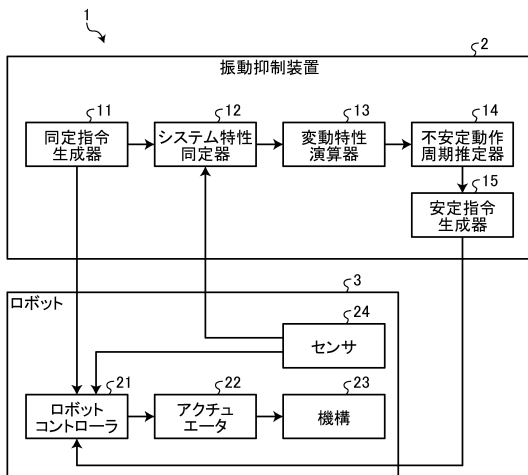 1
2
振動抑制装置
11
12
13
14
同定指令
生成器
システム特性
同定器
変動特性
演算器
不安定動作
周期推定器
15
安定指令
生成器
3
ロボット
24
センサ
21
22
23
ロボット
コントローラ
アクチュ
エータ
機構